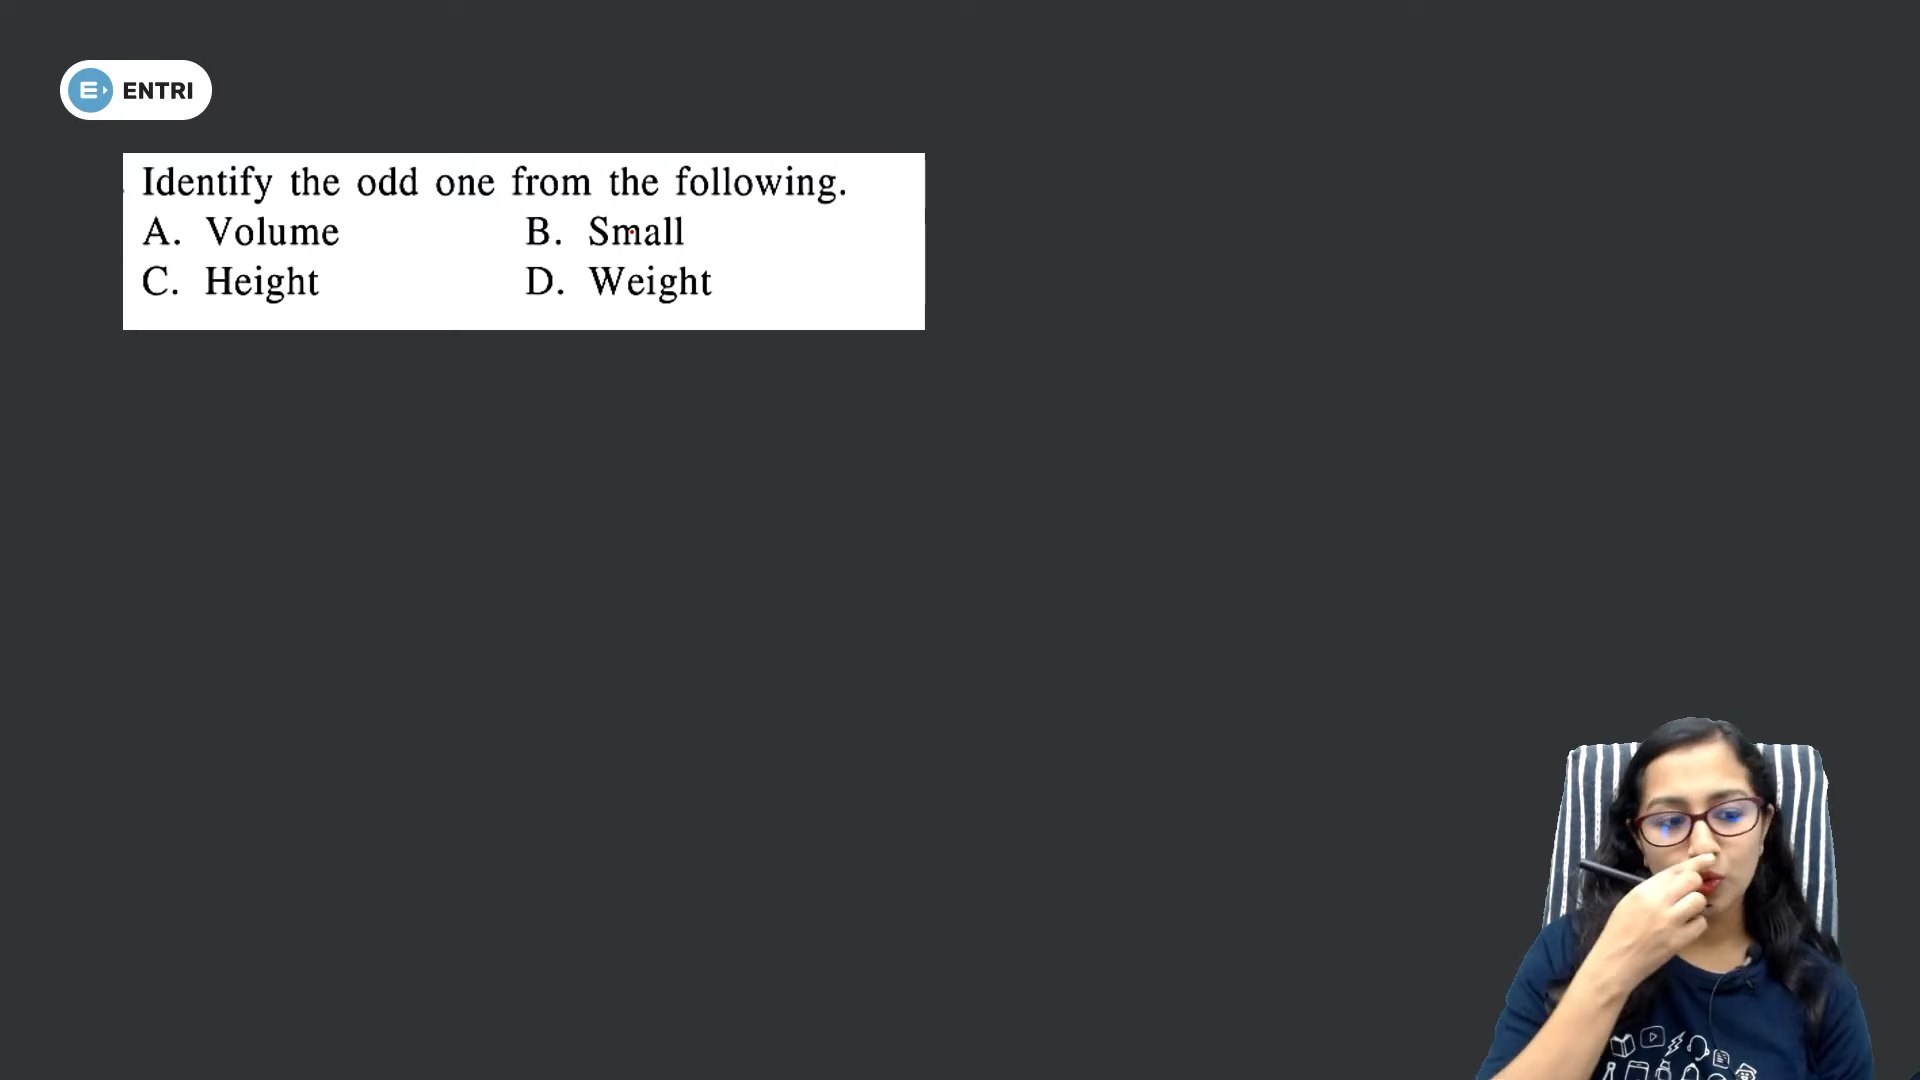 ENTRI
Identify the odd one from the following.
A. Volume B. Small
C. Height D. Weight